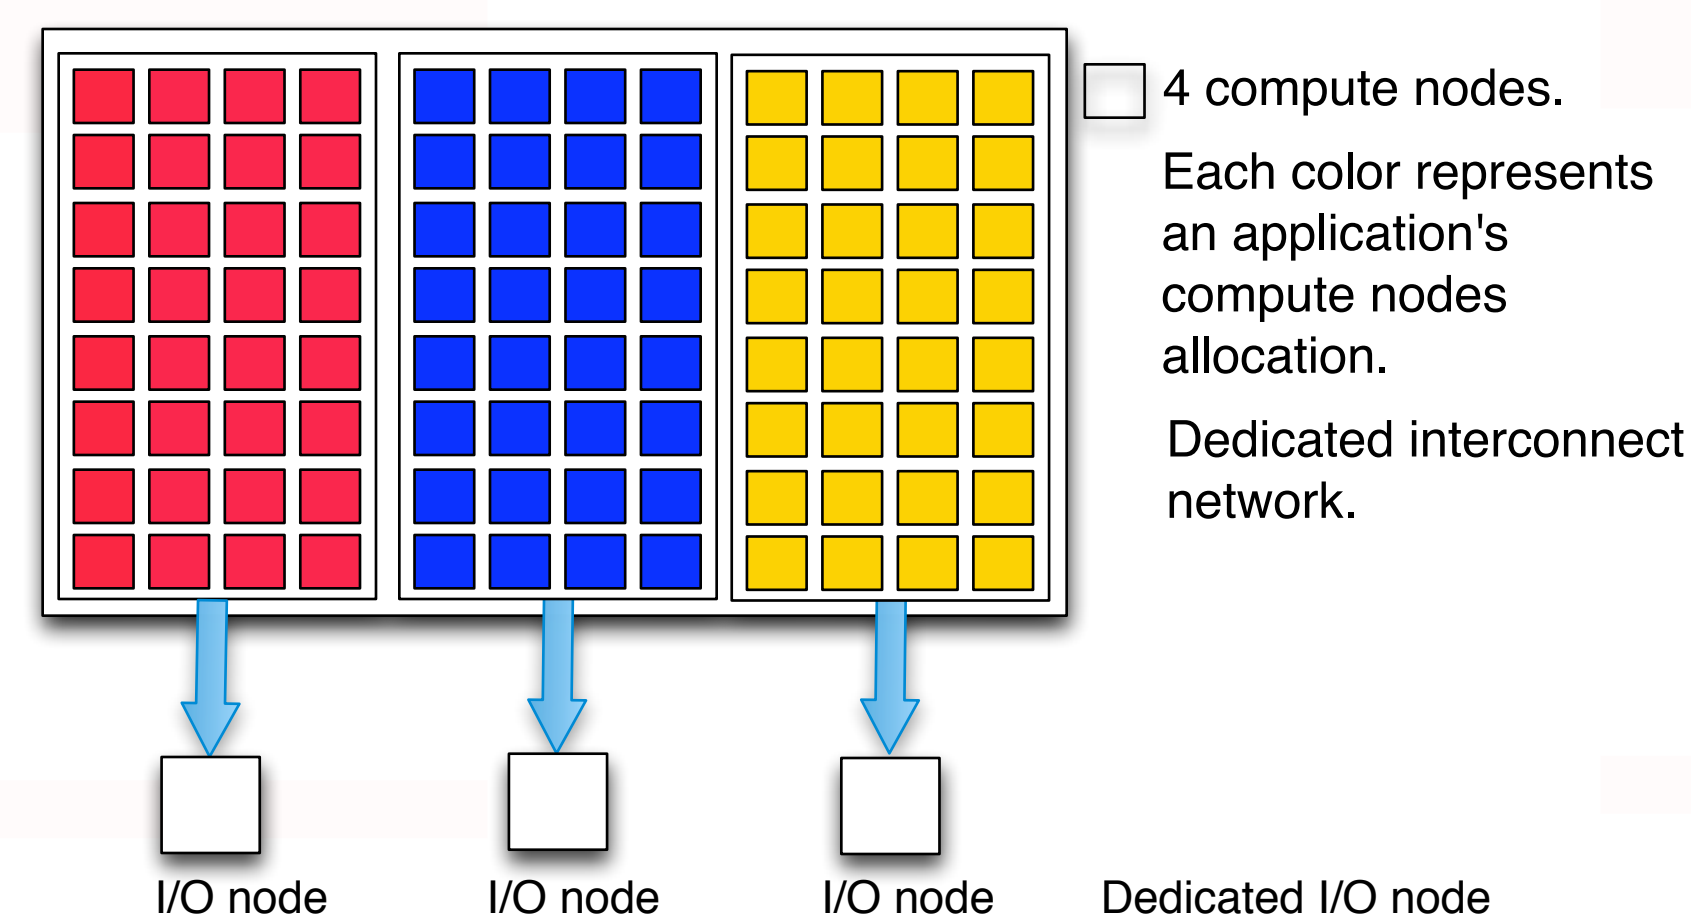 4 compute nodes.
Each color represents
an application's
compute nodes
allocation.
Dedicated interconnect
network.
I/O node
I/O node
I/O node
Dedicated I/O node